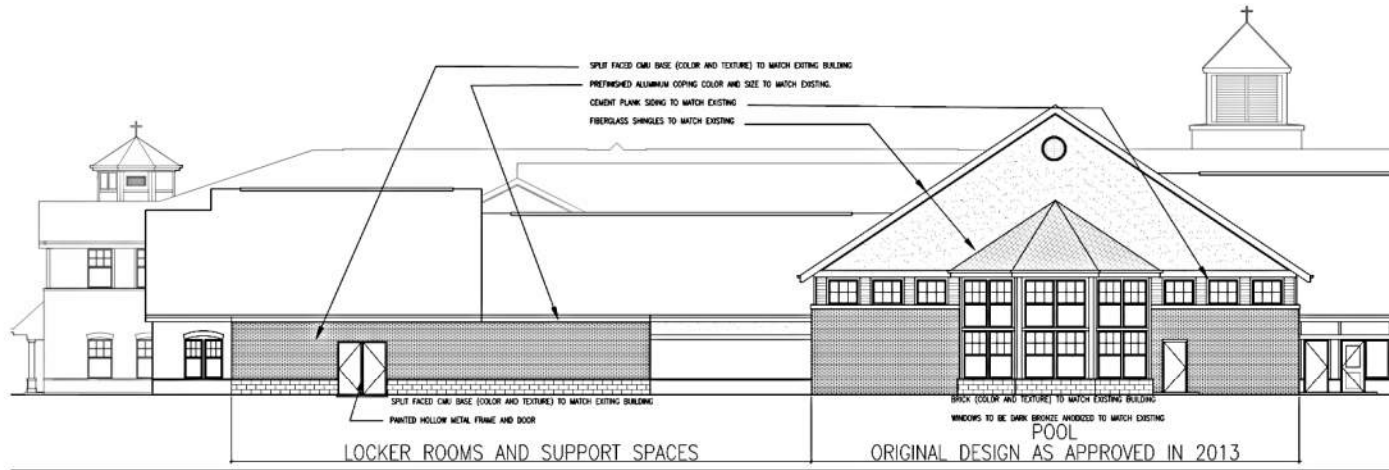 SPLIT FACED CMU BASE (COLOR AND TEXTURE) TO MATCH EXITING BUILDING
PREFINISHED ALUMINUM COPING COLOR AND SIZE TO MATCH EXISTING.
CEMENT PLANK SIDING TO MATCH EXISTING
FIBERGLASS SHINGLES TO MATCH EXISTING
SPLIT FACED CMU BASE (COLOR AND TEXTURE) TO MATCH EXITING BUILDING
PAINTED HOLLOW METAL FRAME AND DOOR
BRICK (COLOR AND TEXTURE) TO MATCH EXISTING BUILDING
WINDOWS TO BE DARK BRONZE ANODIZED TO MATCH EXISTING
LOCKER ROOMS AND SUPPORT SPACES
POOL
ORIGINAL DESIGN AS APPROVED IN 2013